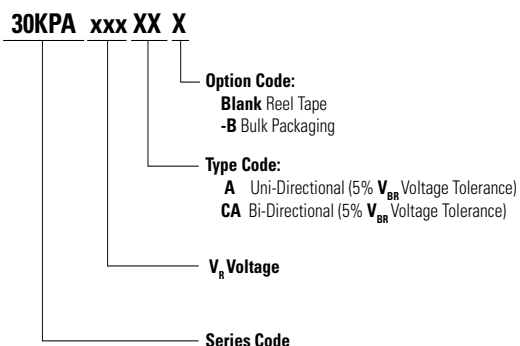 30KPA xxx XX X
Option Code:
Blank Reel Tape
-B Bulk Packaging
Type Code:
A Uni-Directional (5% VBR Voltage Tolerance)
CA Bi-Directional (5% VBR Voltage Tolerance)
VR Voltage
Series Code